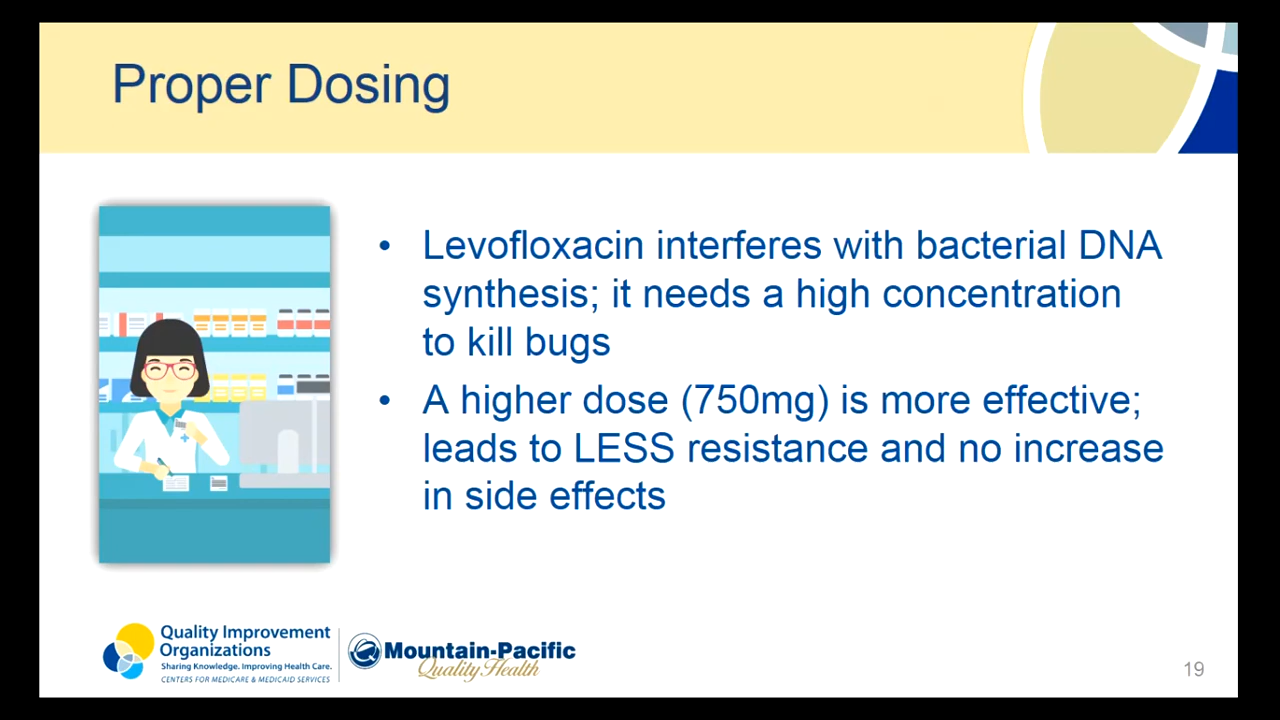 Proper Dosing
• Levofloxacin interferes with bacterial DNA
synthesis; it needs a high concentration
to kill bugs
• A higher dose (750mg) is more effective;
leads to LESS resistance and no increase
in side effects
Quality Improvement
Organizations
Sharing Knowledge. Improving Health Care.
CENTERS FOR MEDICARE & MEDICAID SERVICES
Mountain-Pacific
Quality Health
19